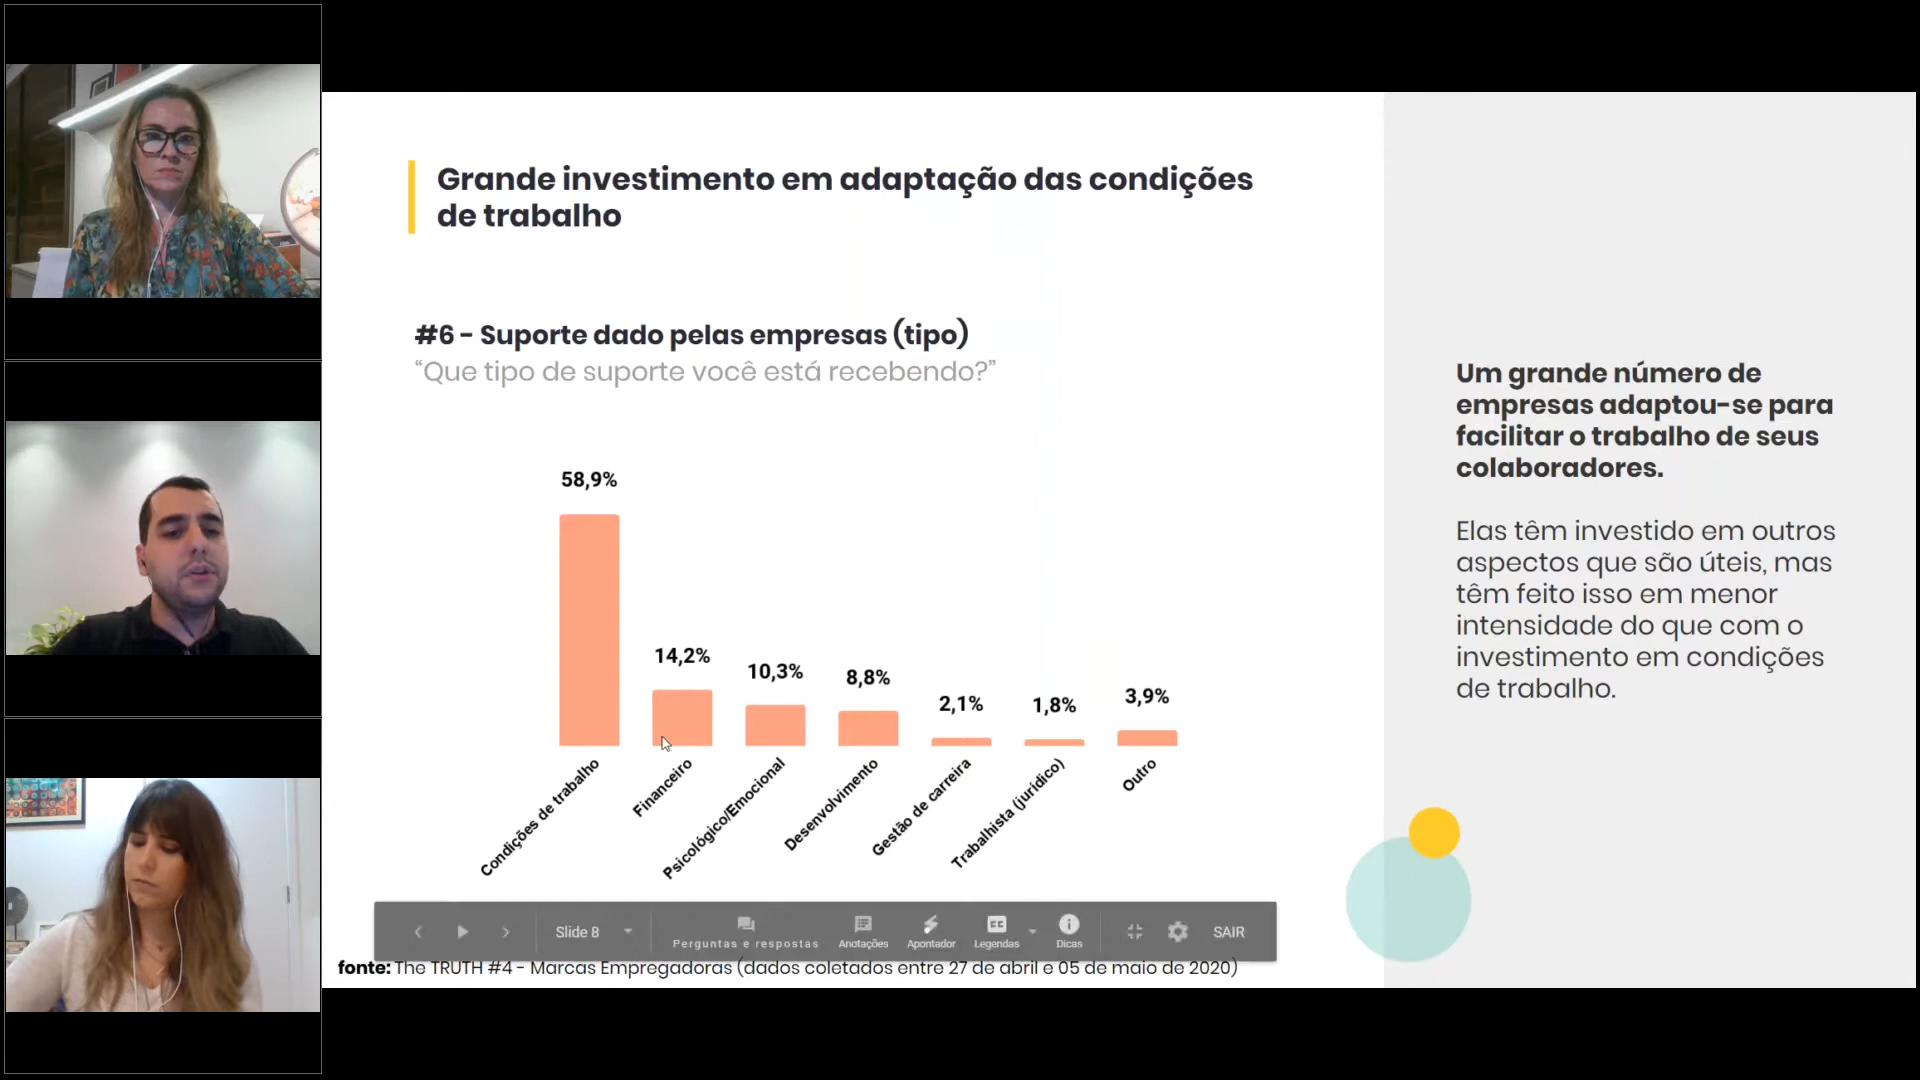 Grande investimento em adaptação das condições
de trabalho
#6 - Suporte dado pelas empresas (tipo)
“Que tipo de suporte você está recebendo?”
58,9%
14,2%
10,3%
8,8%
2,1%
1,8%
3,9%
Condições de trabalho
Financeiro
Psicológico/Emocional
Desenvolvimento
Gestão de carreira
Trabalhista (jurídico)
Outro
Um grande número de
empresas adaptou-se para
facilitar o trabalho de seus
colaboradores.
Elas têm investido em outros
aspectos que são úteis, mas
têm feito isso em menor
intensidade do que com o
investimento em condições
de trabalho.
Slide 8
Perguntas e respostas
Anotações
Apontador
CC
Legendas
Dicas
SAIR
fonte: The TRUTH #4 - Marcas Empregadoras (dados coletados entre 27 de abril e 05 de maio de 2020)